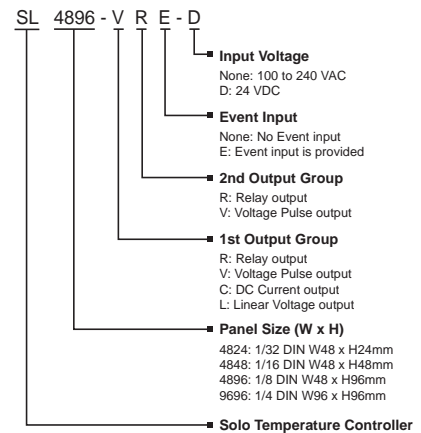 SL 4896 - V R E - D
Input Voltage
None: 100 to 240 VAC
D: 24 VDC
Event Input
None: No Event input
E: Event input is provided
2nd Output Group
R: Relay output
V: Voltage Pulse output
1st Output Group
R: Relay output
V: Voltage Pulse output
C: DC Current output
L: Linear Voltage output
Panel Size (W x H)
4824: 1/32 DIN W48 x H24mm
4848: 1/16 DIN W48 x H48mm
4896: 1/8 DIN W48 x H96mm
9696: 1/4 DIN W96 x H96mm
Solo Temperature Controller